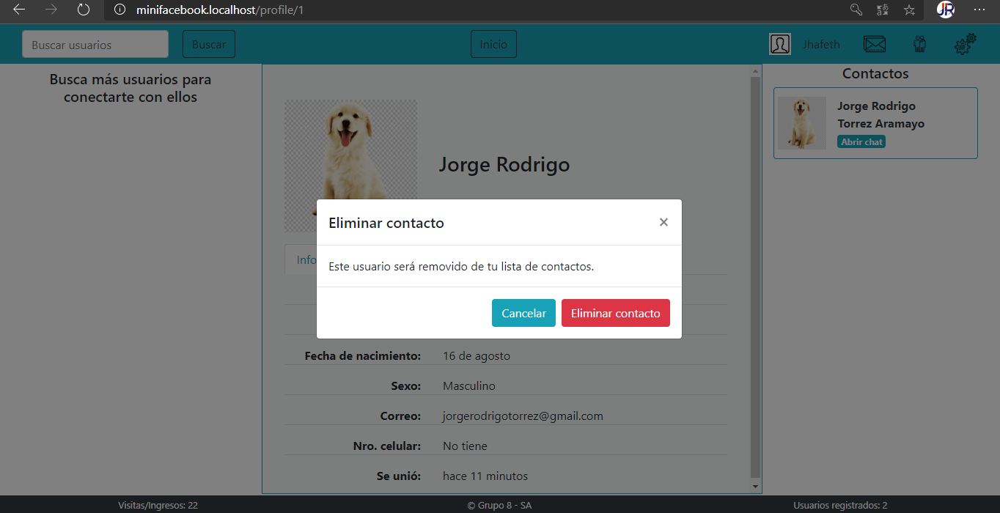 minifacebook.localhost/profile/1
JR
Buscar usuarios
Buscar
Inicio
Jhafeth
Busca más usuarios para
conectarte con ellos
Jorge Rodrigo
Info
Eliminar contacto
×
Este usuario será removido de tu lista de contactos.
Cancelar
Eliminar contacto
Fecha de nacimiento: 16 de agosto
Sexo: Masculino
Correo: jorgerodrigotorrez@gmail.com
Nro. celular: No tiene
Se unió: hace 11 minutos
Contactos
Jorge Rodrigo
Torrez Aramayo
Abrir chat
Visitas/Ingresos: 22
© Grupo 8 - SA
Usuarios registrados: 2